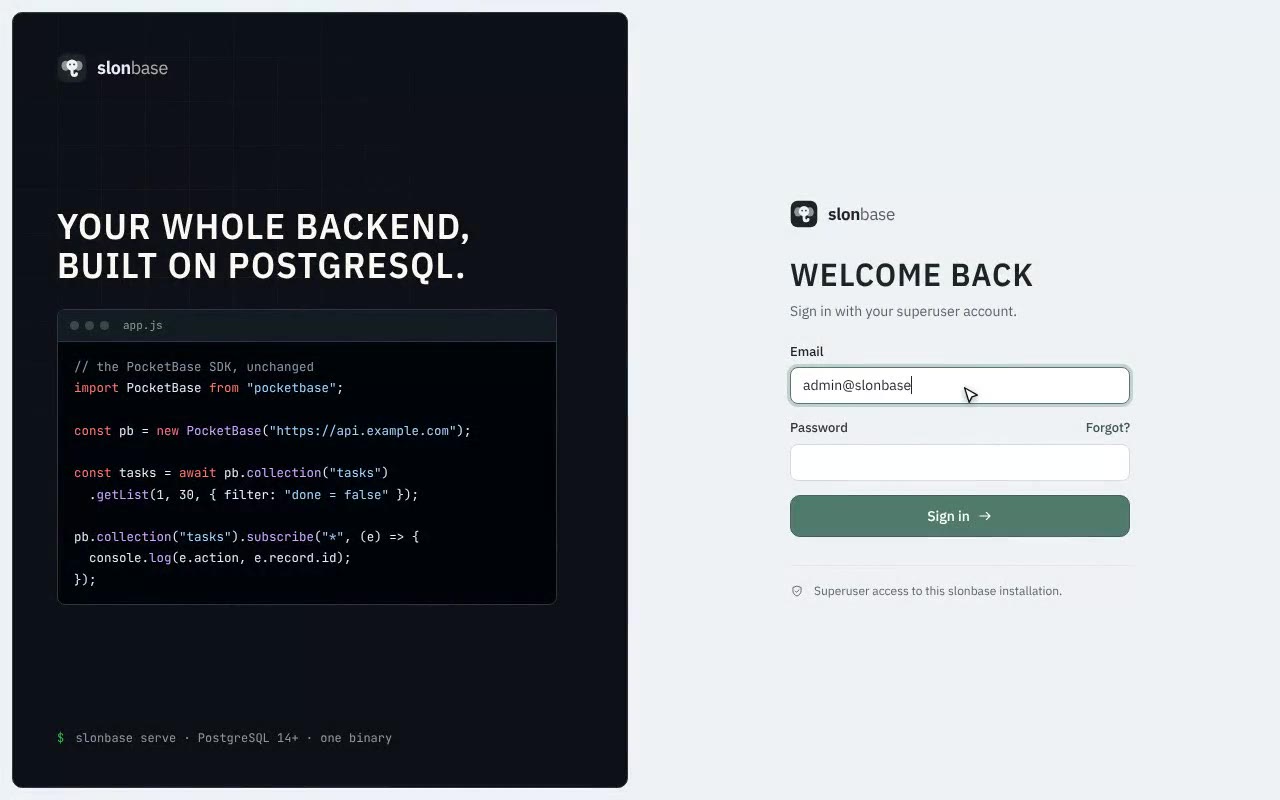 slonbase
YOUR WHOLE BACKEND,
BUILT ON POSTGRESQL.
app.js
// the PocketBase SDK, unchanged
import PocketBase from "pocketbase";
const pb = new PocketBase("https://api.example.com");
const tasks = await pb.collection("tasks")
  .getList(1, 30, { filter: "done = false" });
pb.collection("tasks").subscribe("*", (e) => {
  console.log(e.action, e.record.id);
});
$ slonbase serve · PostgreSQL 14+ · one binary
slonbase
WELCOME BACK
Sign in with your superuser account.
Email
admin@slonbase
Password Forgot?
Sign in →
Superuser access to this slonbase installation.